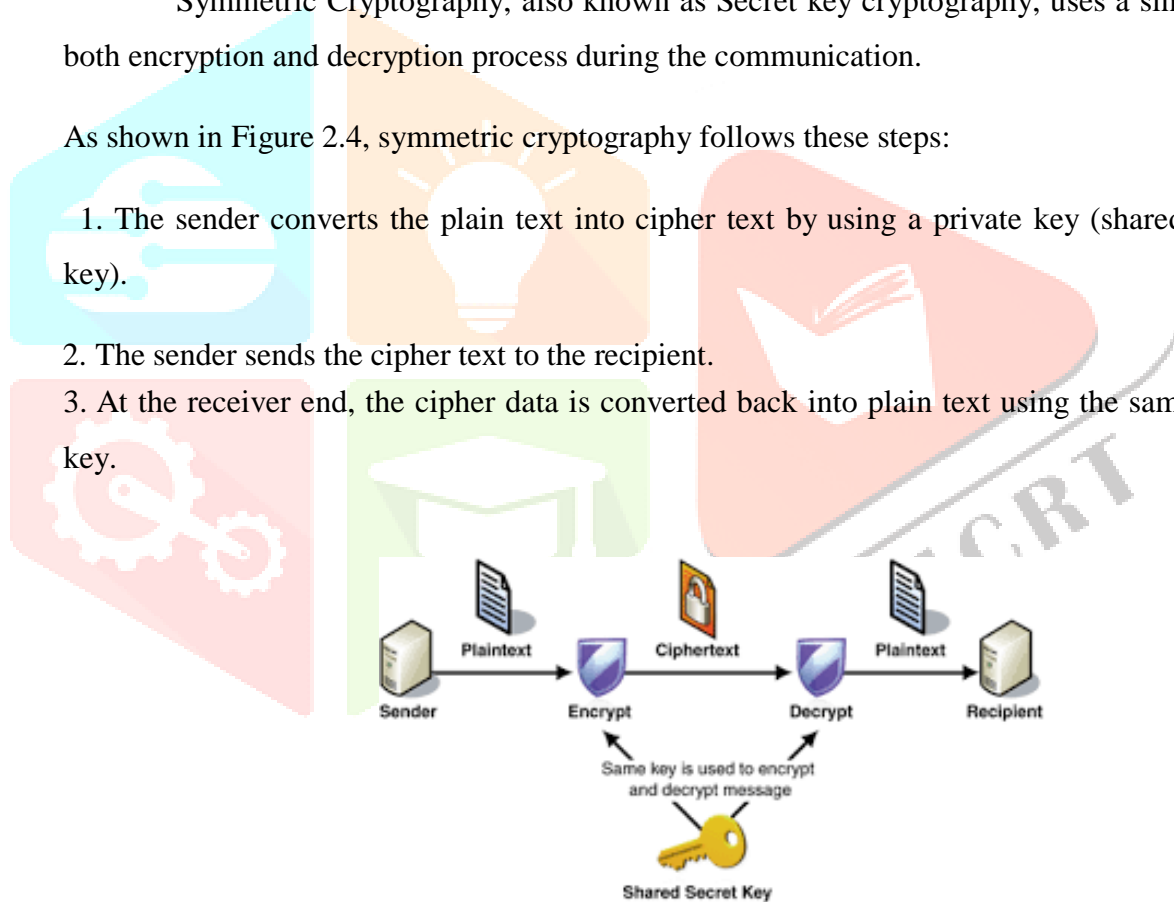 Symmetric Cryptography, also known as Secret key cryptography, uses a
both encryption and decryption process during the communication.
As shown in Figure 2.4, symmetric cryptography follows these steps:
1. The sender converts the plain text into cipher text by using a private key (shared
key).
2. The sender sends the cipher text to the recipient.
3. At the receiver end, the cipher data is converted back into plain text using the
key.
CRT
Plaintext Ciphertext Plaintext
Sender Encrypt Decrypt Recipient
Same key is used to encrypt
and decrypt message
Shared Secret Key